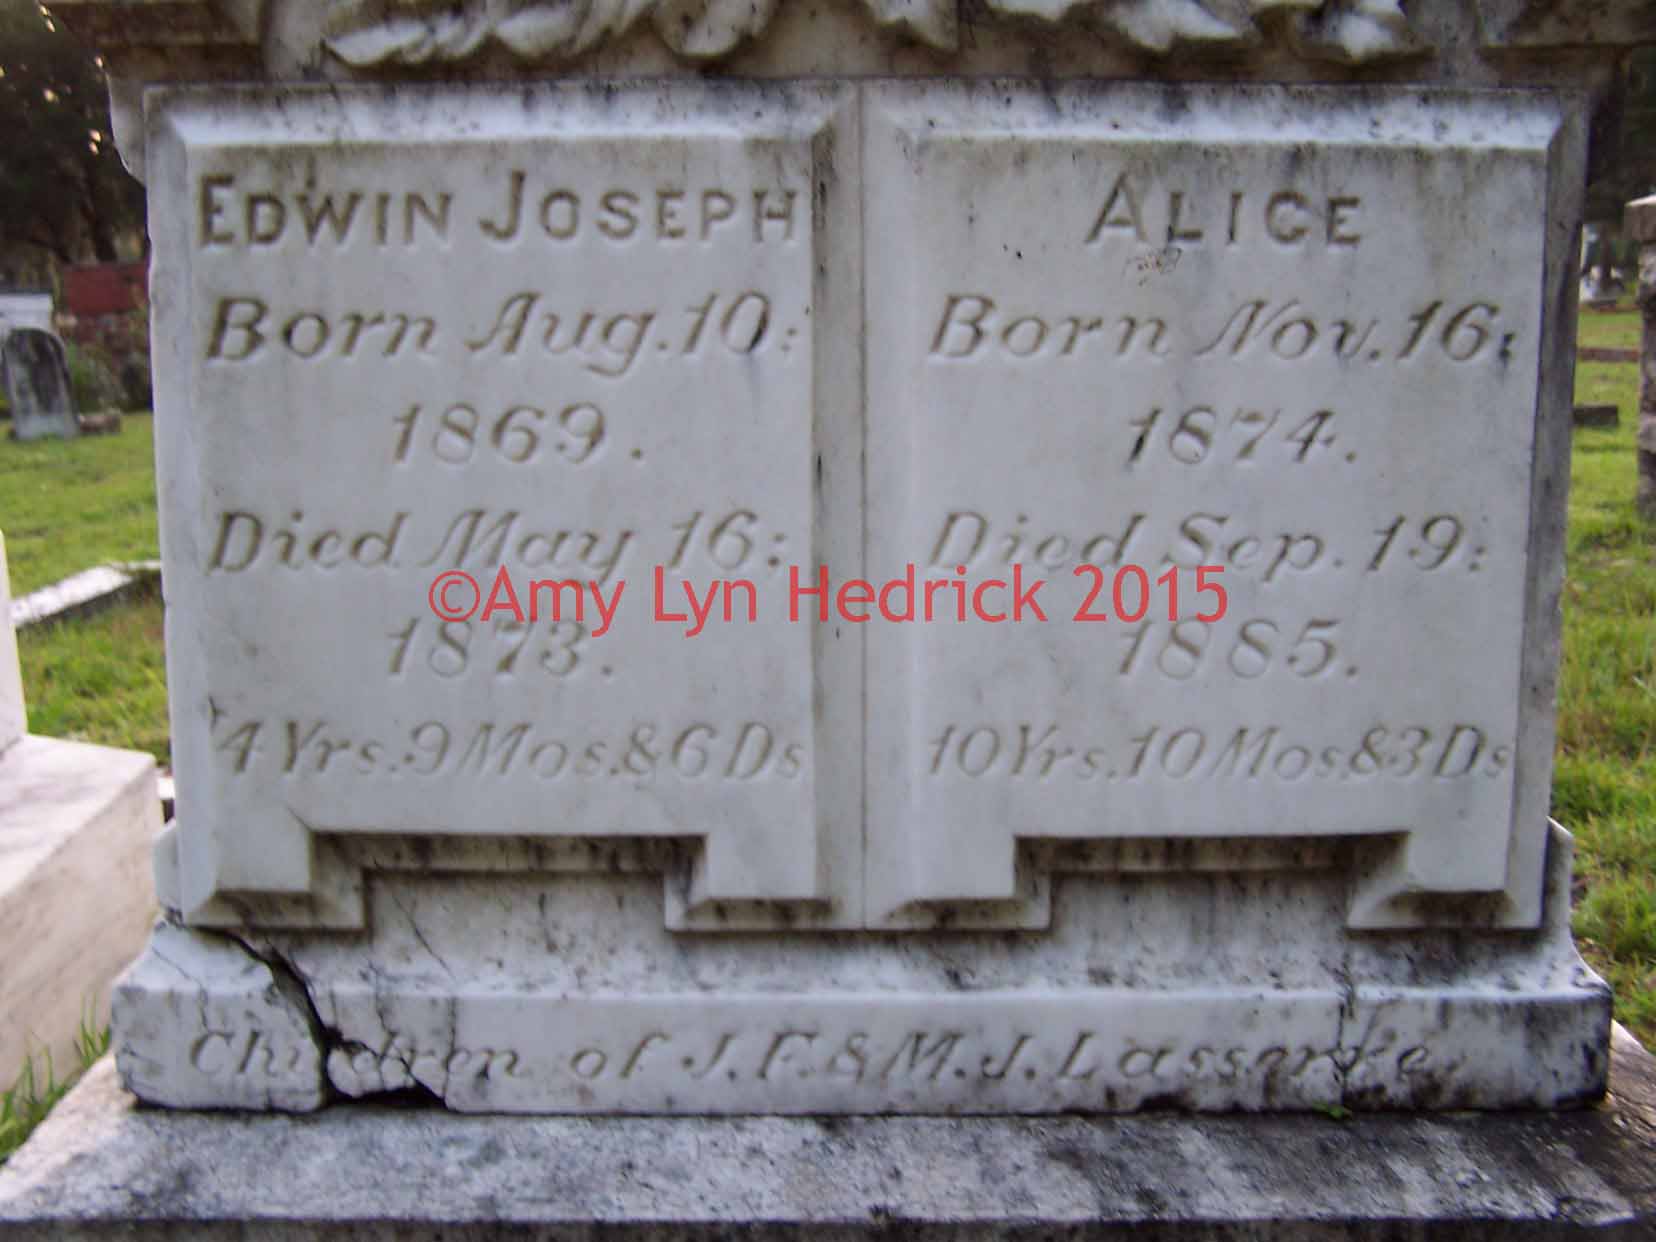 EDWIN JOSEPH
Born Aug. 10:
1869.
Died May 16:
1873.
4 Yrs. 9 Mos. & 6 Ds
ALICE
Born Nov. 16:
1874.
Died Sep. 19:
1885.
10 Yrs. 10 Mos. & 3 Ds
Children of J. F. & M. J. Lasserre.
©Amy Lyn Hedrick 2015